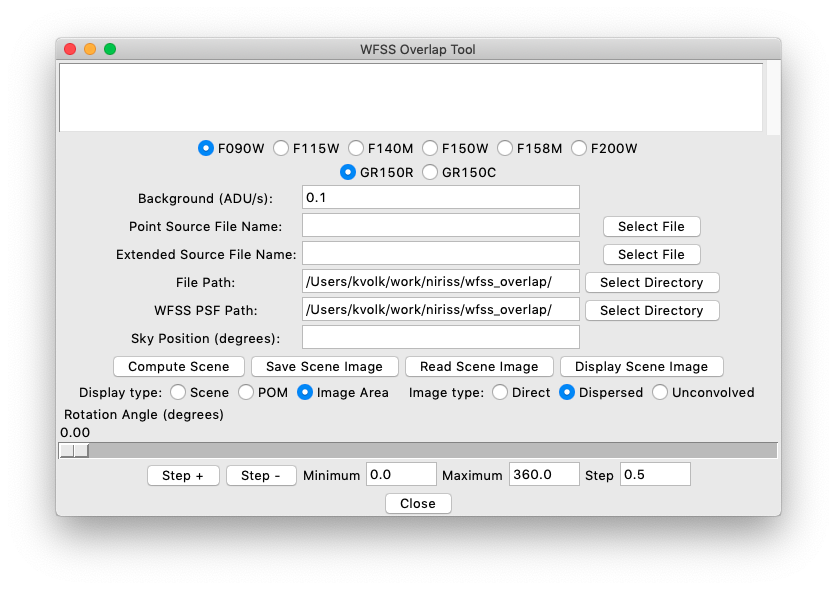 WFSS Overlap Tool
F090W F115W F140M F150W F158M F200W
GR150R GR150C
Background (ADU/s): 0.1
Point Source File Name: Select File
Extended Source File Name: Select File
File Path: /Users/kvolk/work/niriss/wfss_overlap/ Select Directory
WFSS PSF Path: /Users/kvolk/work/niriss/wfss_overlap/ Select Directory
Sky Position (degrees):
Compute Scene Save Scene Image Read Scene Image Display Scene Image
Display type: Scene POM Image Area Image type: Direct Dispersed Unconvolved
Rotation Angle (degrees)
0.00
Step + Step - Minimum 0.0 Maximum 360.0 Step 0.5
Close